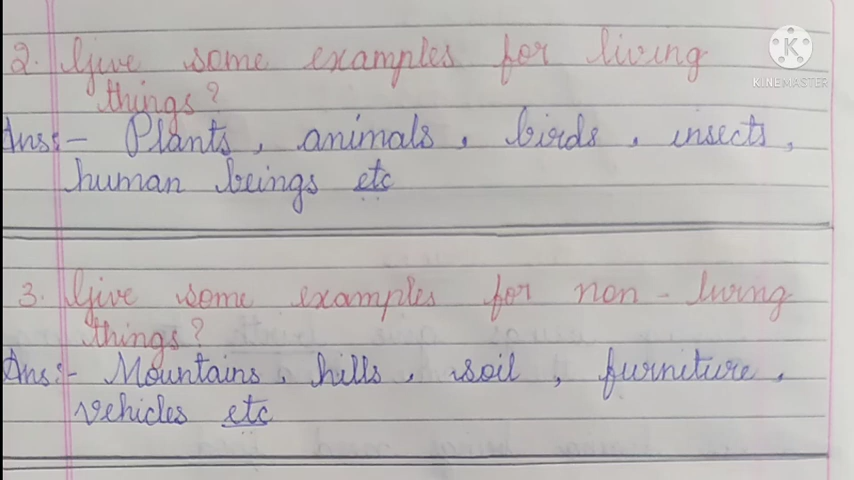 2. Give some examples for living
things?
Ans:- Plants, animals, birds, insects,
human beings etc
3. Give some examples for non-living
things?
Ans:- Mountains, hills, soil, furniture,
vehicles etc
K
KINEMASTER